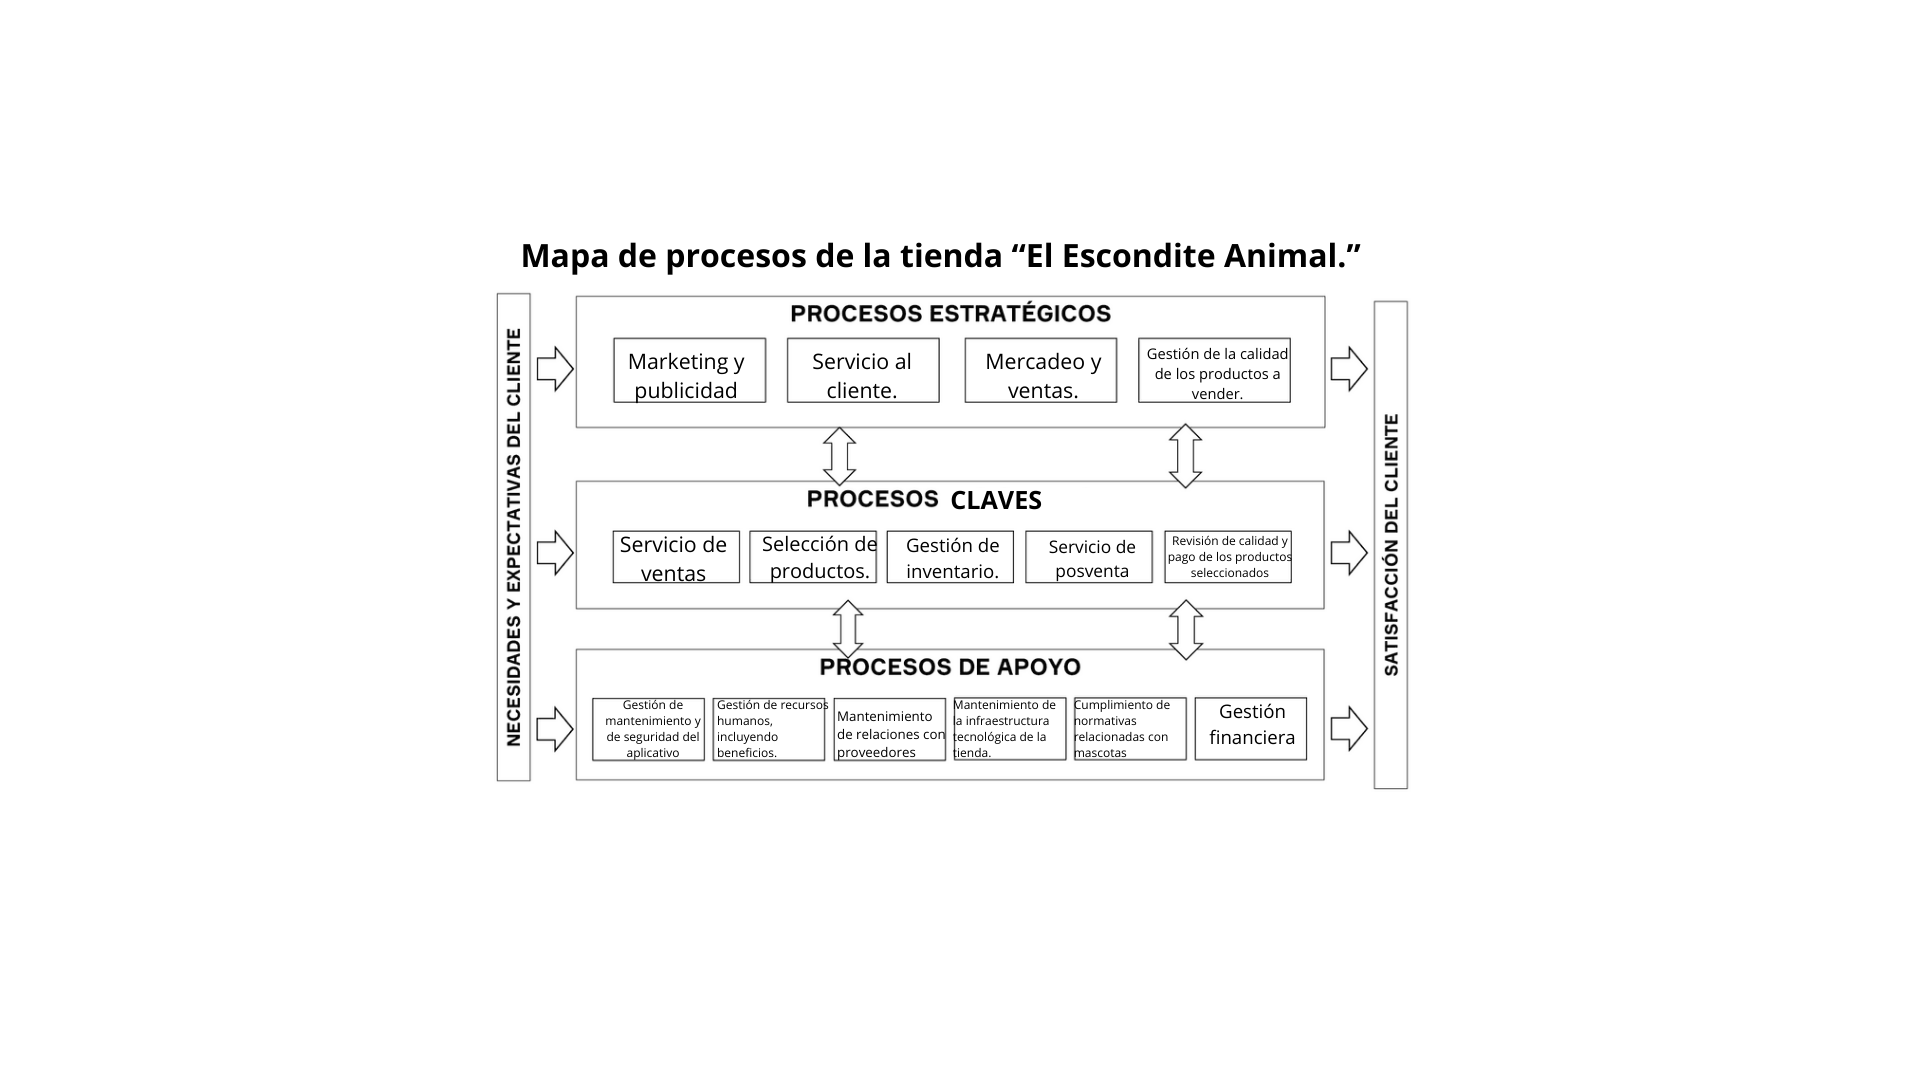 Mapa de procesos de la tienda “El Escondite Animal.”
NECESIDADES Y EXPECTATIVAS DEL CLIENTE
PROCESOS ESTRATÉGICOS
Marketing y
publicidad
Servicio al
cliente.
Mercadeo y
ventas.
Gestión de la calidad
de los productos a
vender.
PROCESOS CLAVES
Servicio de
ventas
Selección de
productos.
Gestión de
inventario.
Servicio de
posventa
Revisión de calidad y
pago de los productos
seleccionados
PROCESOS DE APOYO
Gestión de
mantenimiento y
de seguridad del
aplicativo
Gestión de recursos
humanos,
incluyendo
beneficios.
Mantenimiento
de relaciones con
proveedores
Mantenimiento de
la infraestructura
tecnológica de la
tienda.
Cumplimiento de
normativas
relacionadas con
mascotas
Gestión
financiera
SATISFACCIÓN DEL CLIENTE